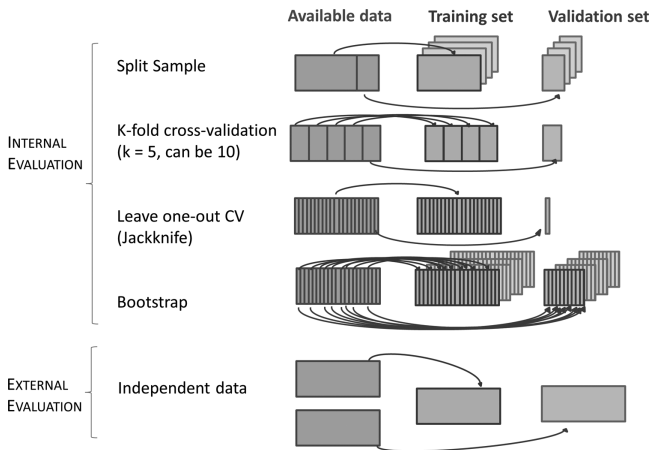 Available data Training set Validation set
Split Sample
K-fold cross-validation
(k = 5, can be 10)
INTERNAL
EVALUATION
Leave one-out CV
(Jackknife)
Bootstrap
EXTERNAL
EVALUATION
Independent data